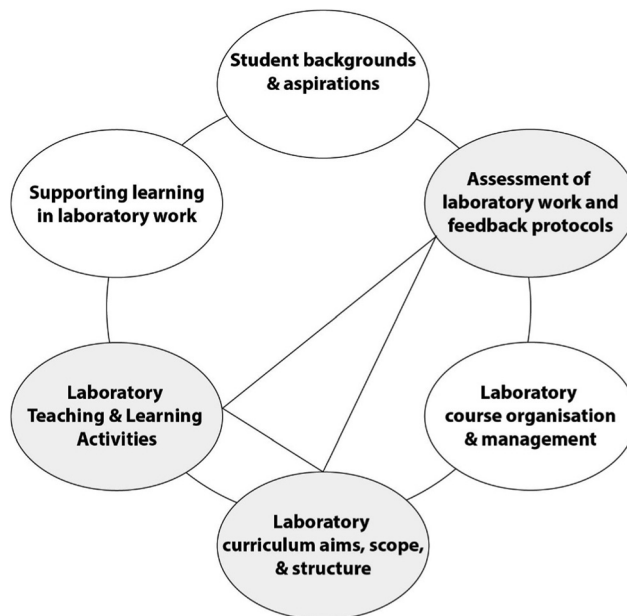 Student backgrounds
& aspirations
Assessment of
laboratory work and
feedback protocols
Supporting learning
in laboratory work
Laboratory
Teaching & Learning
Activities
Laboratory
course organisation
& management
Laboratory
curriculum aims, scope,
& structure